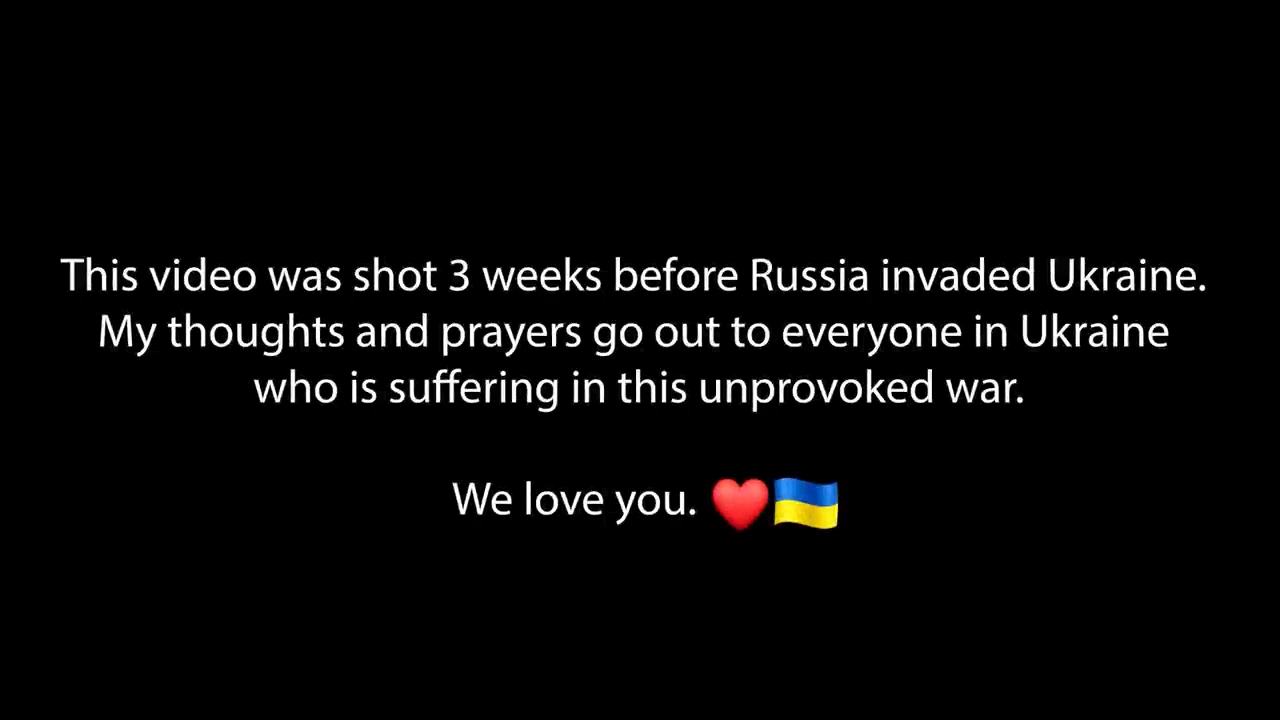 This video was shot 3 weeks before Russia invaded Ukraine.
My thoughts and prayers go out to everyone in Ukraine
who is suffering in this unprovoked war.
We love you. ❤️🇺🇦